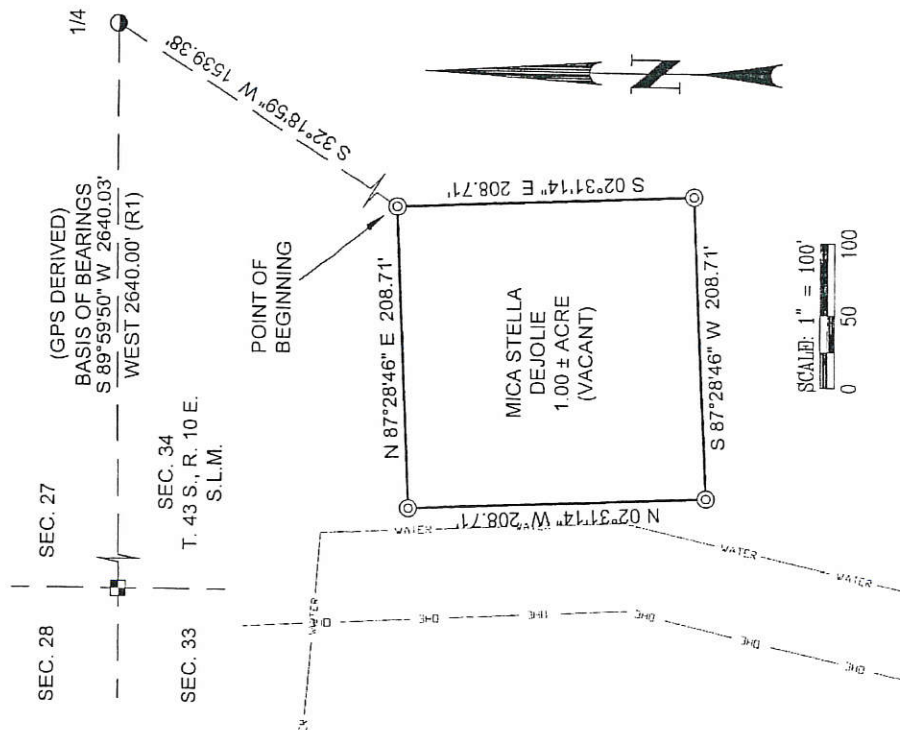 1/4
(GPS DERIVED)
BASIS OF BEARINGS
S 89°59'50" W 2640.03'
WEST 2640.00' (R1)
SEC. 28
SEC. 27
SEC. 33
SEC. 34
T. 43 S., R. 10 E.
S.L.M.
S 32°18'59" W 1539.38'
POINT OF
BEGINNING
N
N 87°28'46" E 208.71'
S 02°31'14" E 208.71'
MICA STELLA
DEJOLIE
1.00 ± ACRE
(VACANT)
N 02°31'14" W 208.71'
S 87°28'46" W 208.71'
WATER
WATER
WATER
WATER
WATER
OHE
OHE
OHE
OHE
OHE
OHE
SCALE: 1" = 100'
0 50 100